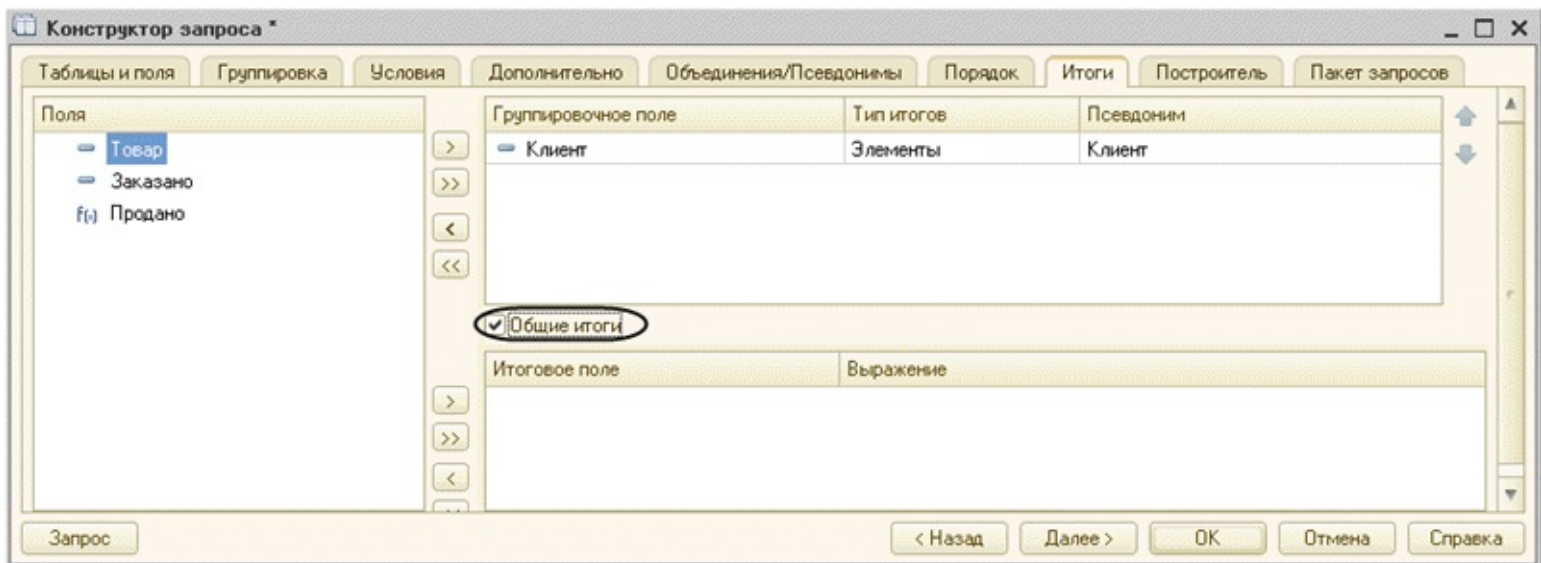 Конструктор запроса *
Таблицы и поля Группировка Условия Дополнительно Объединения/Псевдонимы Порядок Итоги Построитель Пакет запросов
Поля
Товар
Заказано
f(x) Продано
>
>>
<
<<
Группировочное поле Тип итогов Псевдоним
Клиент Элементы Клиент
Общие итоги
Итоговое поле Выражение
>
>>
<
Запрос < Назад Далее > OK Отмена Справка